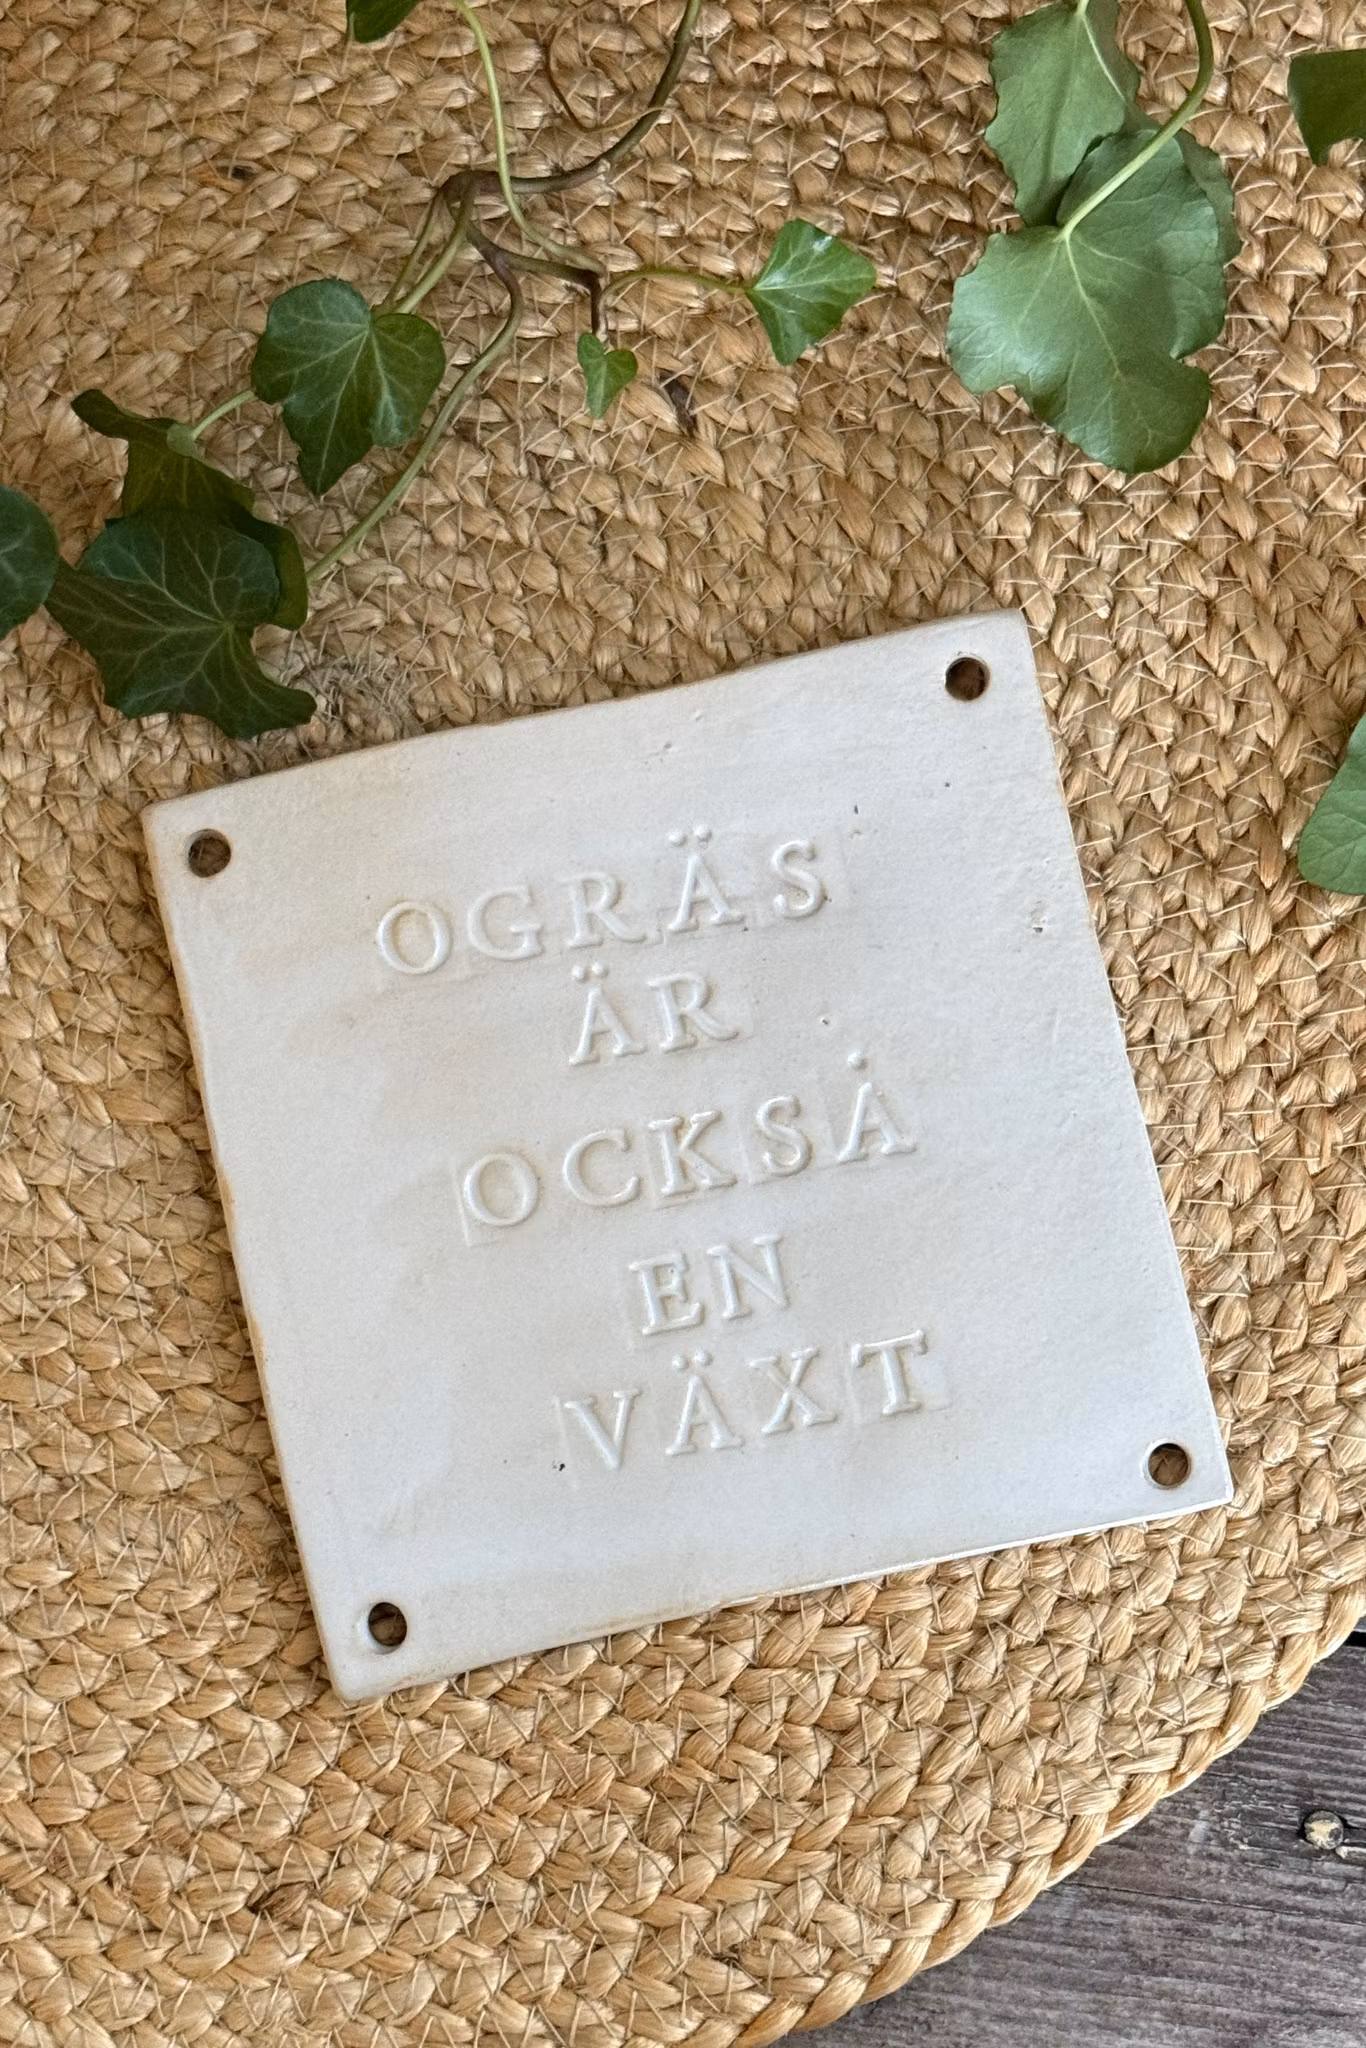 OGRÄS
ÄR
OCKSÅ
EN
VÄXT